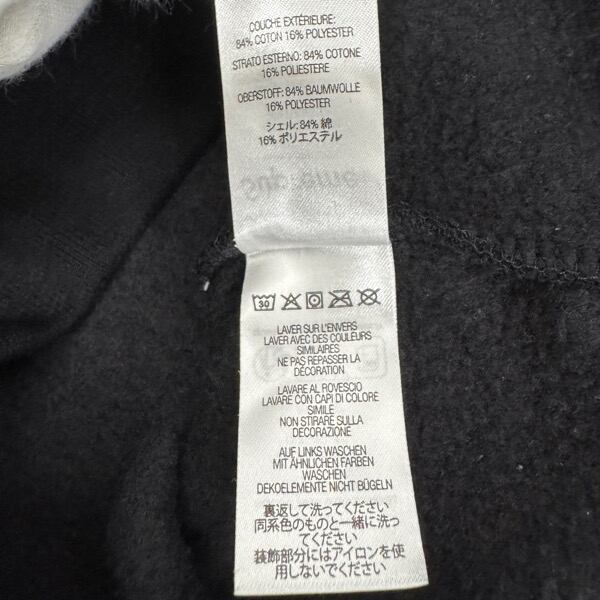 COUCHE EXTÉRIEURE:
84% COTON 16% POLYESTER
STRATO ESTERNO: 84% COTONE
16% POLIESTERE
OBERSTOFF: 84% BAUMWOLLE
16% POLYESTER
シェル: 84% 綿
16% ポリエステル
Supreme
30
LAVER SUR L'ENVERS
LAVER AVEC DES COULEURS
SIMILAIRES
NE PAS REPASSER LA
DÉCORATION
LAVARE AL ROVESCIO
LAVARE CON CAPI DI COLORE
SIMILE
NON STIRARE SULLA
DECORAZIONE
AUF LINKS WASCHEN
MIT ÄHNLICHEN FARBEN
WASCHEN
DEKOELEMENTE NICHT BÜGELN
裏返して洗ってください
同系色のものと一緒に洗っ
てください
装飾部分にはアイロンを使
用しないでください